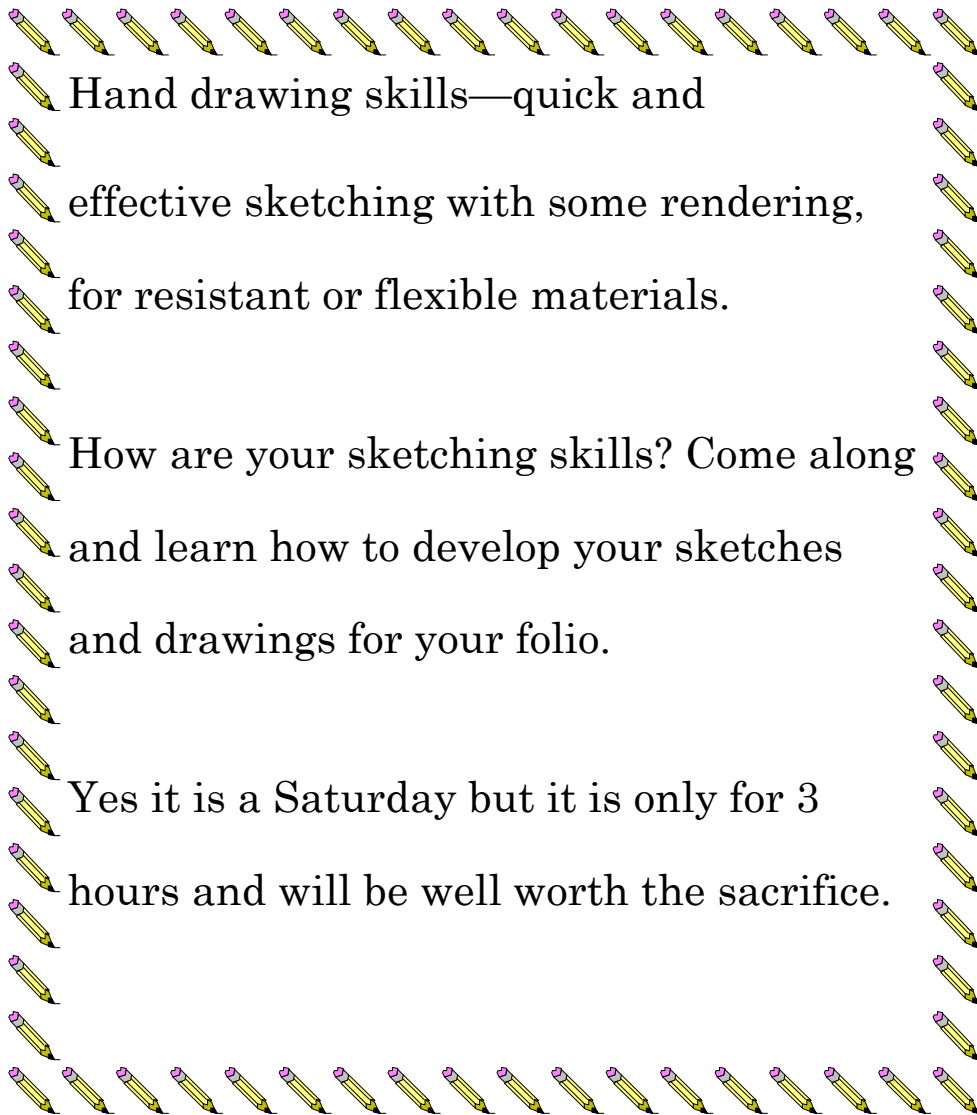 Hand drawing skills—quick and
effective sketching with some rendering,
for resistant or flexible materials.
How are your sketching skills? Come along
and learn how to develop your sketches
and drawings for your folio.
Yes it is a Saturday but it is only for 3
hours and will be well worth the sacrifice.